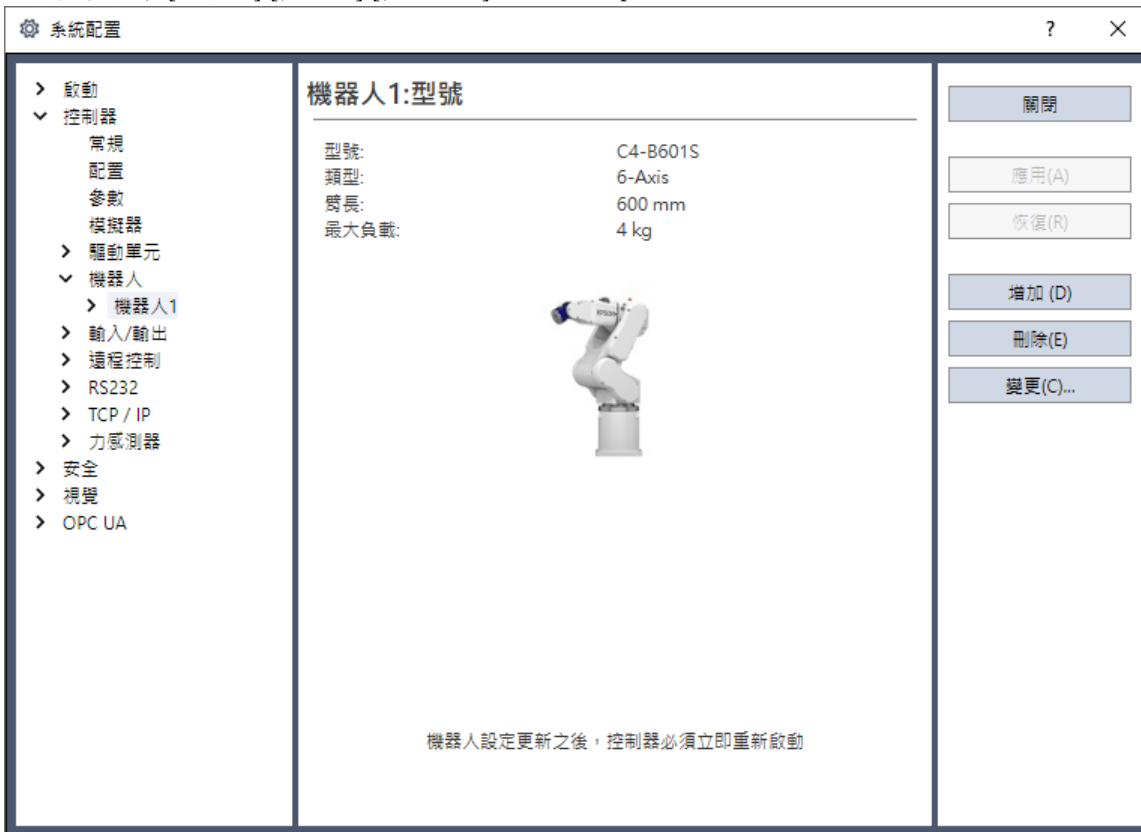 系統配置
?
啟動
控制器
常規
配置
參數
模擬器
驅動單元
機器人
機器人1
輸入/輸出
遠程控制
RS232
TCP / IP
力感測器
安全
視覺
OPC UA
機器人1:型號
型號: C4-B601S
類型: 6-Axis
臂長: 600 mm
最大負載: 4 kg
EPSON
機器人設定更新之後，控制器必須立即重新啟動
關閉
應用(A)
恢復(R)
增加 (D)
刪除(E)
變更(C)...